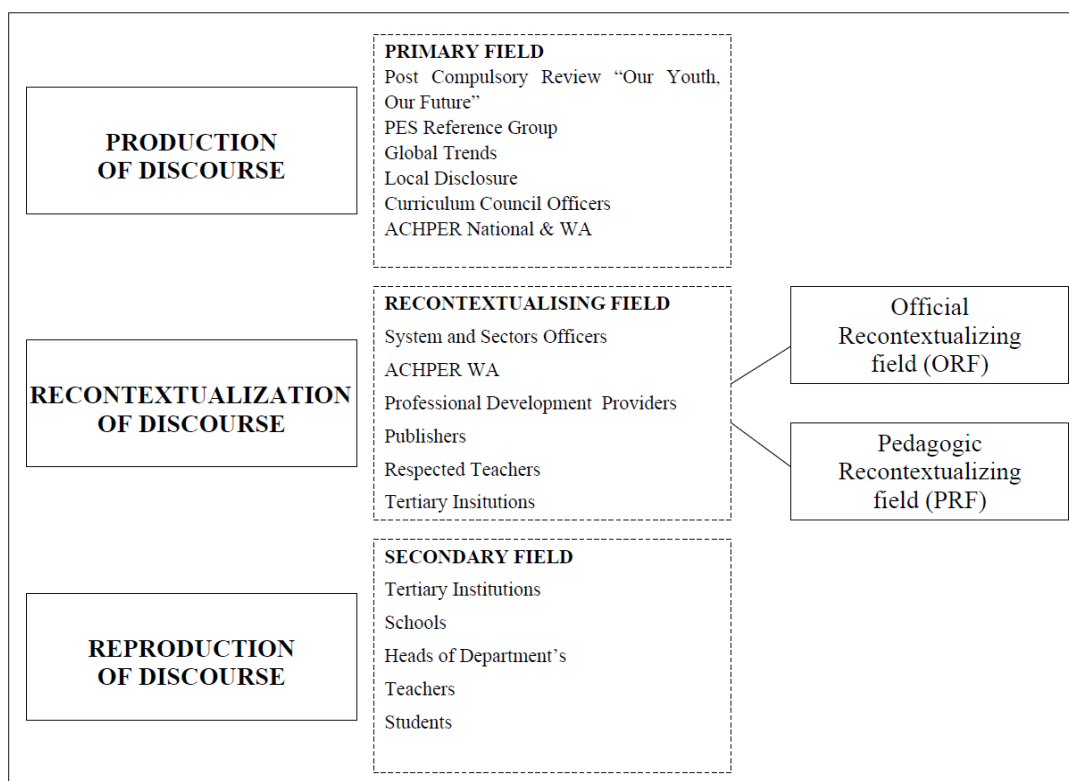 PRODUCTION
OF DISCOURSE
PRIMARY FIELD
Post Compulsory Review “Our Youth,
Our Future”
PES Reference Group
Global Trends
Local Disclosure
Curriculum Council Officers
ACHPER National & WA
RECONTEXTUALIZATION
OF DISCOURSE
RECONTEXTUALISING FIELD
System and Sectors Officers
ACHPER WA
Professional Development Providers
Publishers
Respected Teachers
Tertiary Insitutions
Official
Recontextualizing
field (ORF)
Pedagogic
Recontextualizing
field (PRF)
REPRODUCTION
OF DISCOURSE
SECONDARY FIELD
Tertiary Institutions
Schools
Heads of Department’s
Teachers
Students